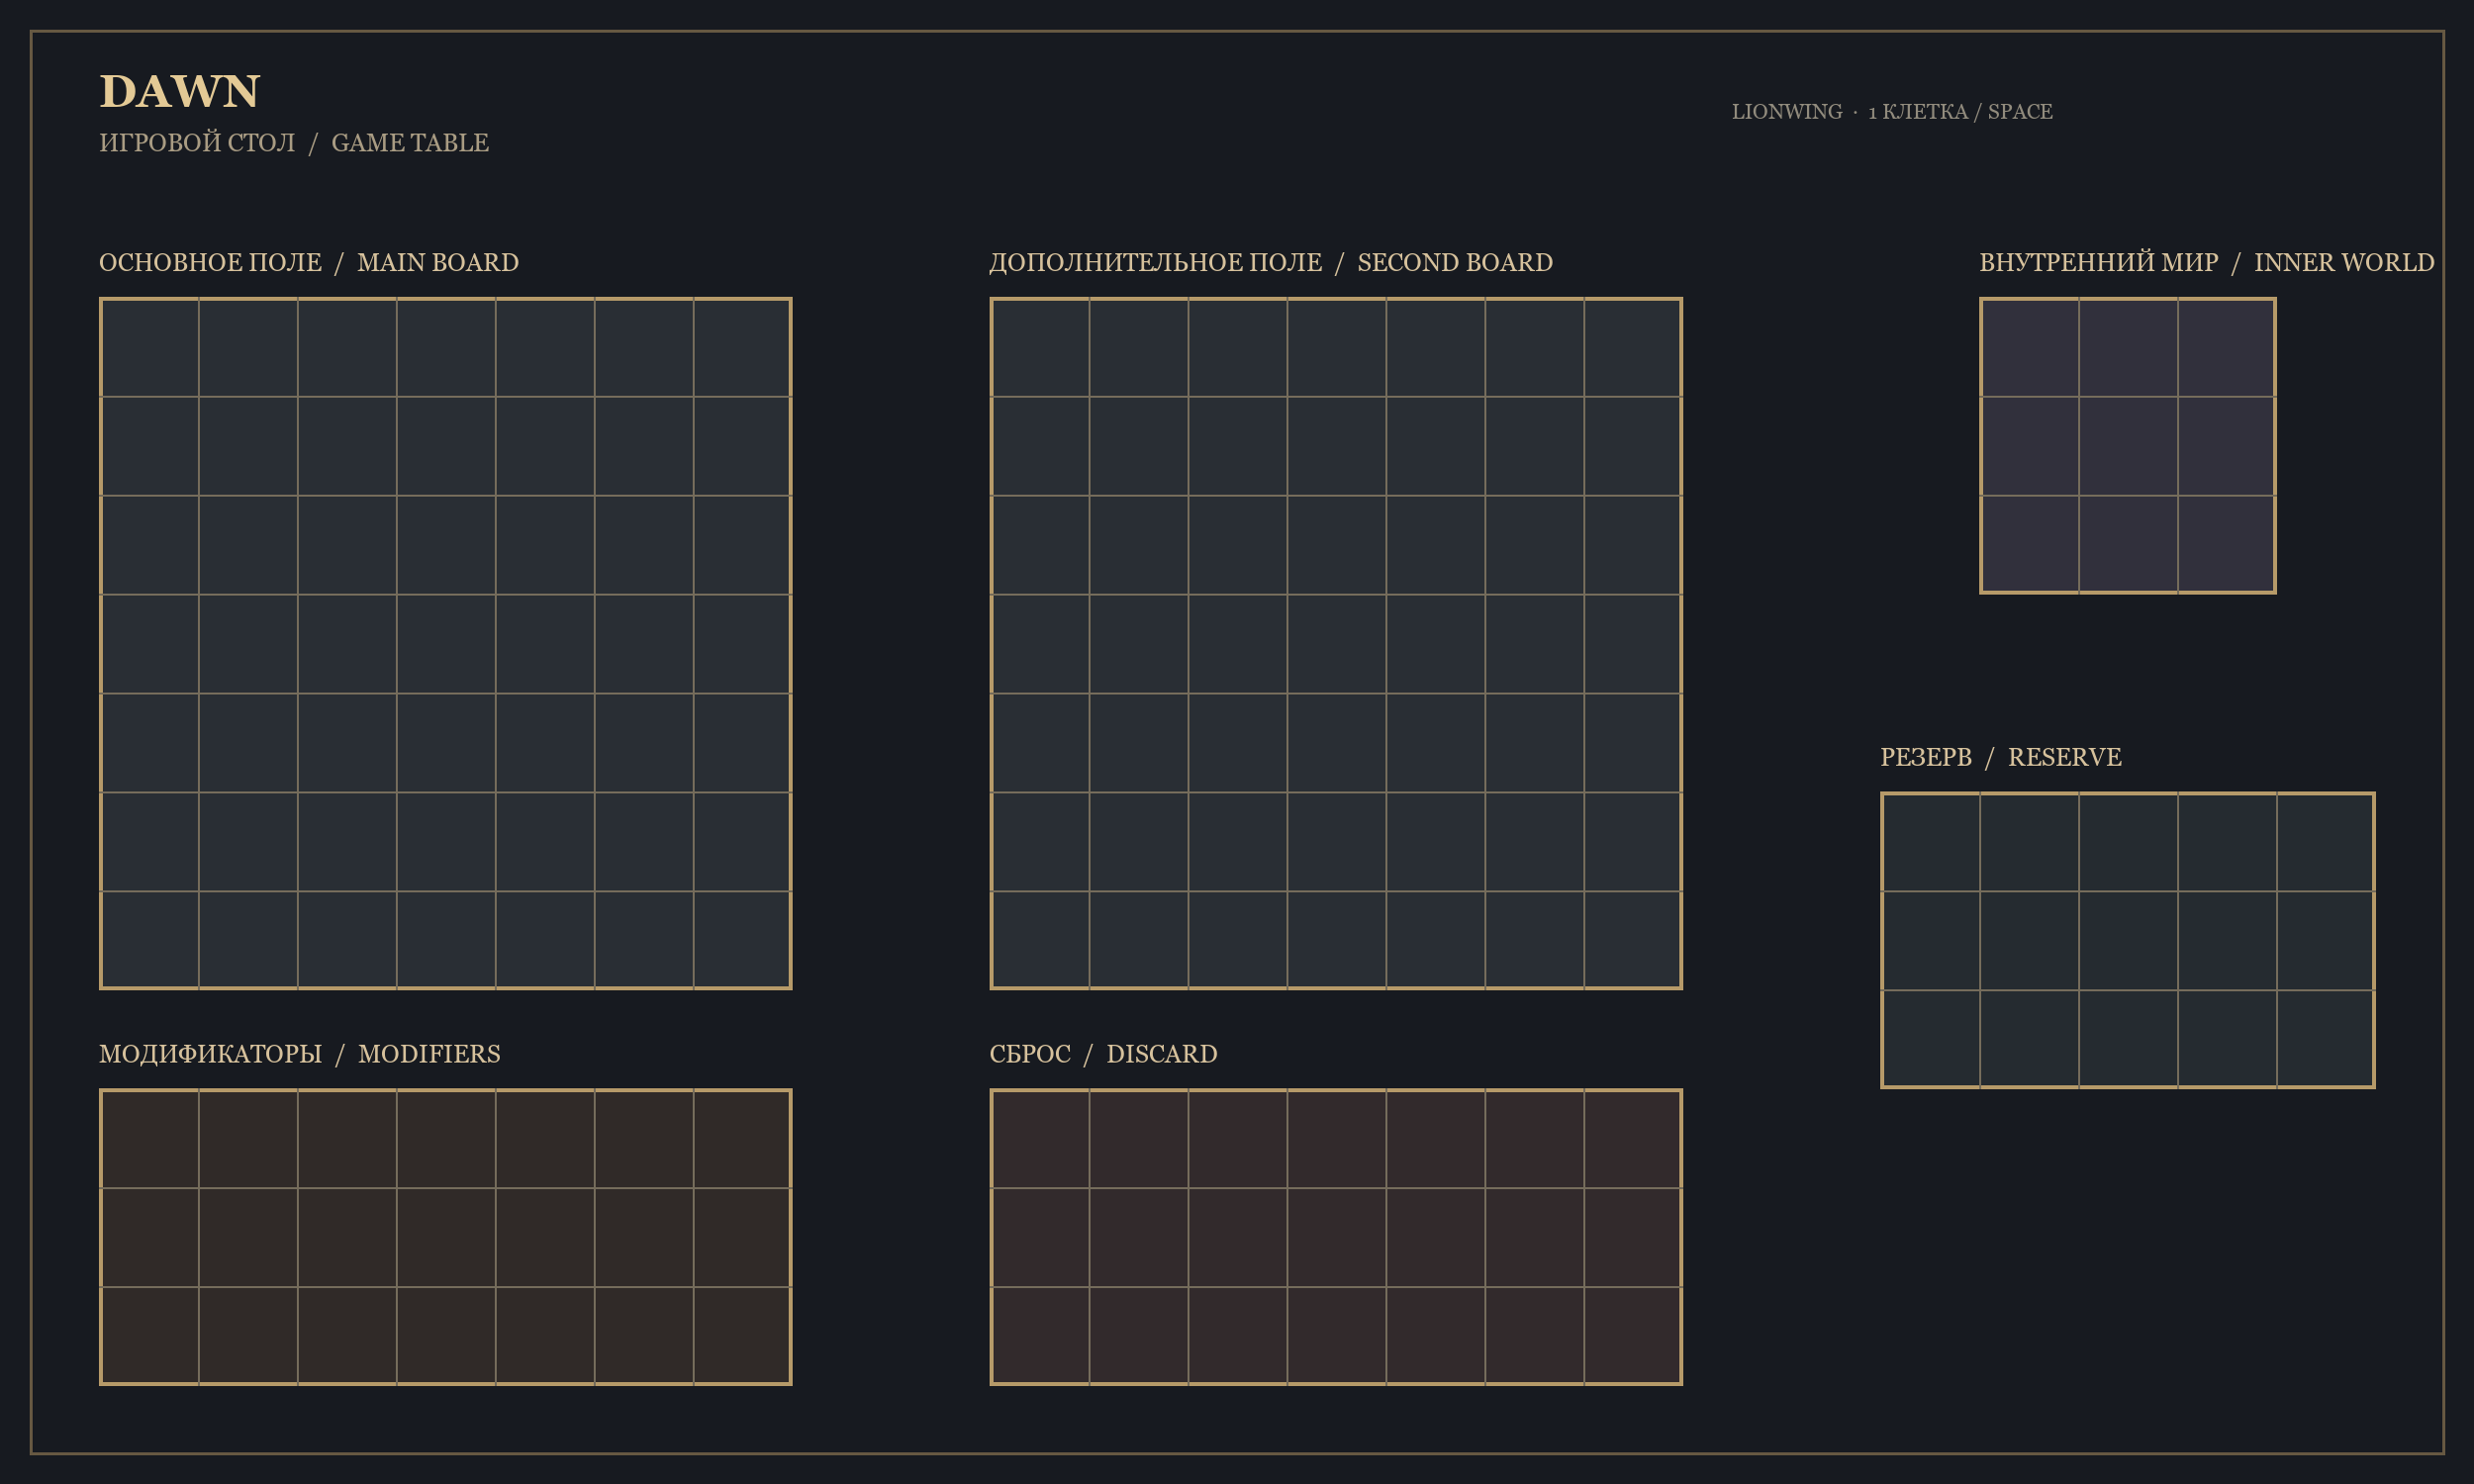 DAWN
ИГРОВОЙ СТОЛ / GAME TABLE
LIONWING · 1 КЛЕТКА / SPACE
ОСНОВНОЕ ПОЛЕ / MAIN BOARD
ДОПОЛНИТЕЛЬНОЕ ПОЛЕ / SECOND BOARD
ВНУТРЕННИЙ МИР / INNER WORLD
РЕЗЕРВ / RESERVE
МОДИФИКАТОРЫ / MODIFIERS
СБРОС / DISCARD